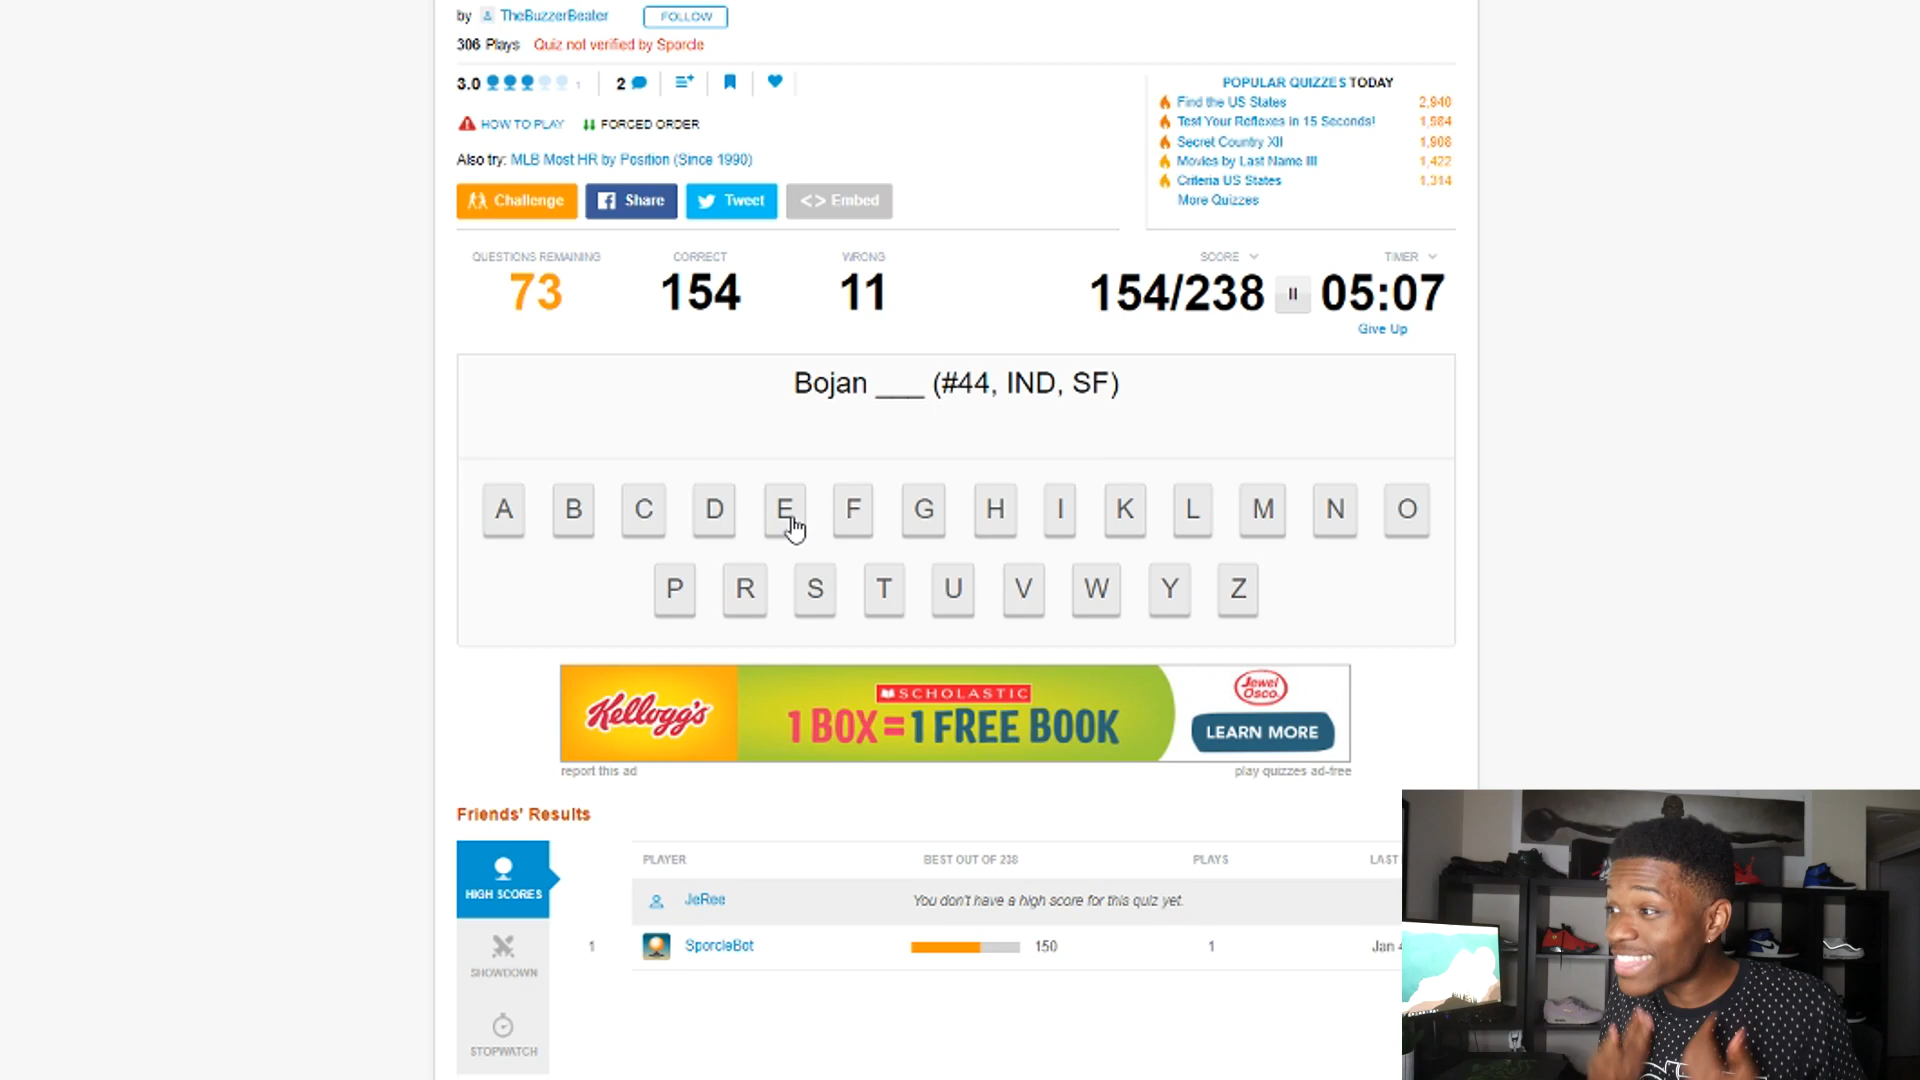 by TheBuzzerBeater FOLLOW
306 Plays Quiz not verified by Sporcle
3.0 1 2
HOW TO PLAY FORCED ORDER
Also try: MLB Most HR by Position (Since 1990)
Challenge Share Tweet <> Embed
POPULAR QUIZZES TODAY
Find the US States 2,940
Test Your Reflexes in 15 Seconds! 1,984
Secret Country XII 1,908
Movies by Last Name III 1,422
Criteria US States 1,314
More Quizzes
QUESTIONS REMAINING CORRECT WRONG SCORE TIMER
73 154 11 154/238 05:07
Give Up
Bojan ___ (#44, IND, SF)
A B C D E F G H I K L M N O
P R S T U V W Y Z
Kellogg's
SCHOLASTIC
1 BOX=1 FREE BOOK
Jewel Osco
LEARN MORE
report this ad play quizzes ad-free
Friends' Results
HIGH SCORES
SHOWDOWN
STOPWATCH
PLAYER BEST OUT OF 238 PLAYS LAST
JeRee You don't have a high score for this quiz yet.
1 SporcleBot 150 1 Jan